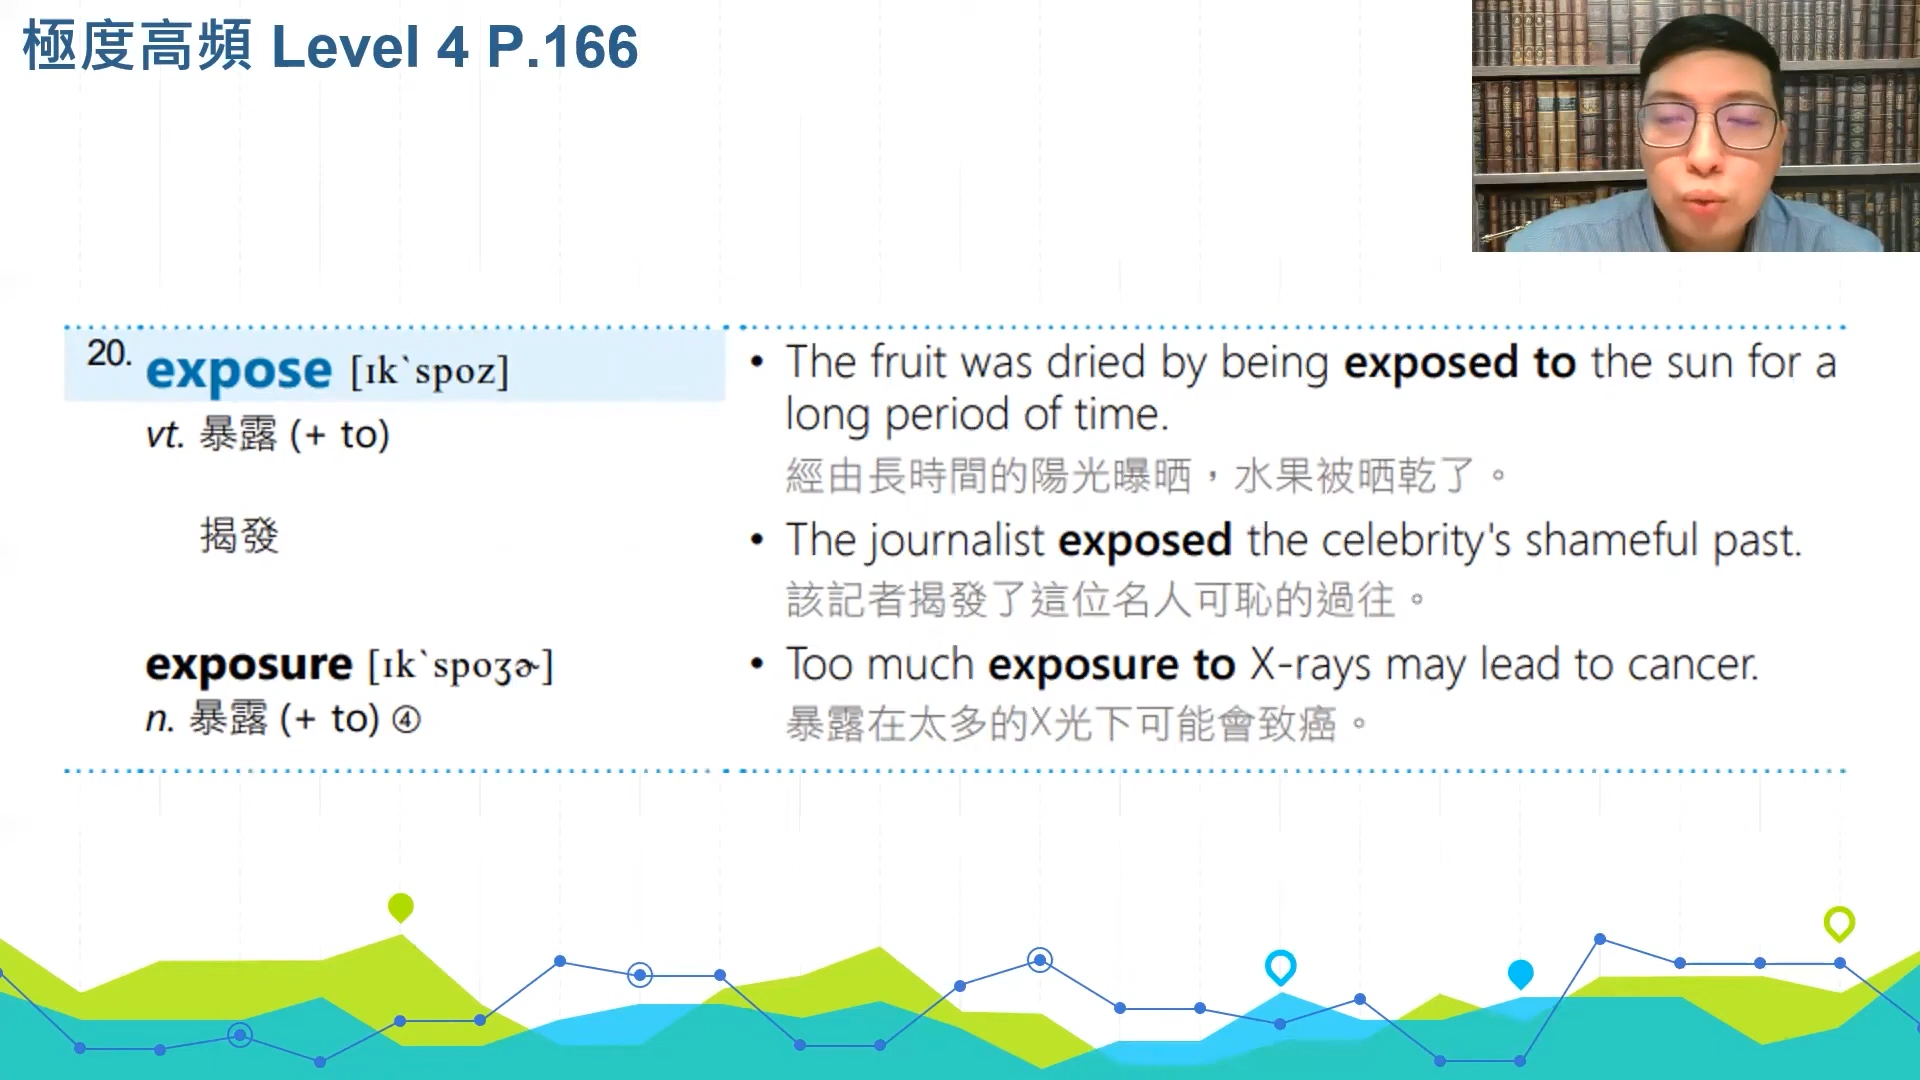 極度高頻 Level 4 P.166
20. expose [ɪkˋspoz]
vt. 暴露 (+ to)
揭發
exposure [ɪkˋspoʒɚ]
n. 暴露 (+ to) ④
• The fruit was dried by being exposed to the sun for a
long period of time.
經由長時間的陽光曝晒，水果被晒乾了。
• The journalist exposed the celebrity's shameful past.
該記者揭發了這位名人可恥的過往。
• Too much exposure to X-rays may lead to cancer.
暴露在太多的X光下可能會致癌。